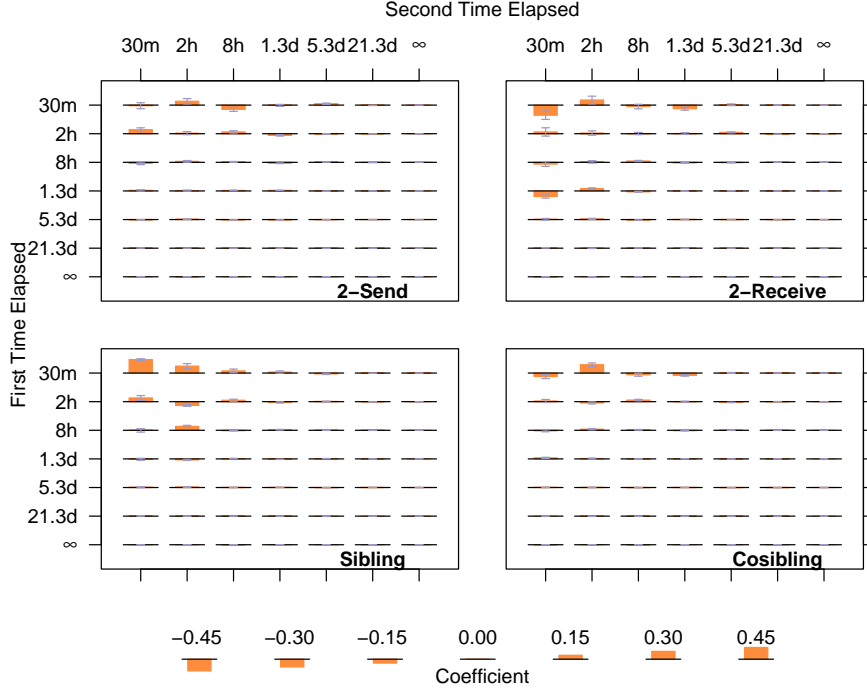 Second Time Elapsed
30m 2h 8h 1.3d 5.3d 21.3d ∞ 30m 2h 8h 1.3d 5.3d 21.3d ∞
First Time Elapsed
30m
2h
8h
1.3d
5.3d
21.3d
∞
2−Send 2−Receive
30m
2h
8h
1.3d
5.3d
21.3d
∞
Sibling Cosibling
−0.45 −0.30 −0.15 0.00 0.15 0.30 0.45
Coefficient